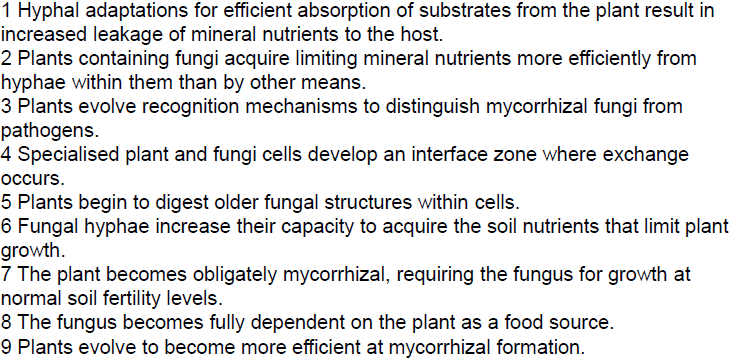 1 Hyphal adaptations for efficient absorption of substrates from the plant result in
increased leakage of mineral nutrients to the host.
2 Plants containing fungi acquire limiting mineral nutrients more efficiently from
hyphae within them than by other means.
3 Plants evolve recognition mechanisms to distinguish mycorrhizal fungi from
pathogens.
4 Specialised plant and fungi cells develop an interface zone where exchange
occurs.
5 Plants begin to digest older fungal structures within cells.
6 Fungal hyphae increase their capacity to acquire the soil nutrients that limit plant
growth.
7 The plant becomes obligately mycorrhizal, requiring the fungus for growth at
normal soil fertility levels.
8 The fungus becomes fully dependent on the plant as a food source.
9 Plants evolve to become more efficient at mycorrhizal formation.